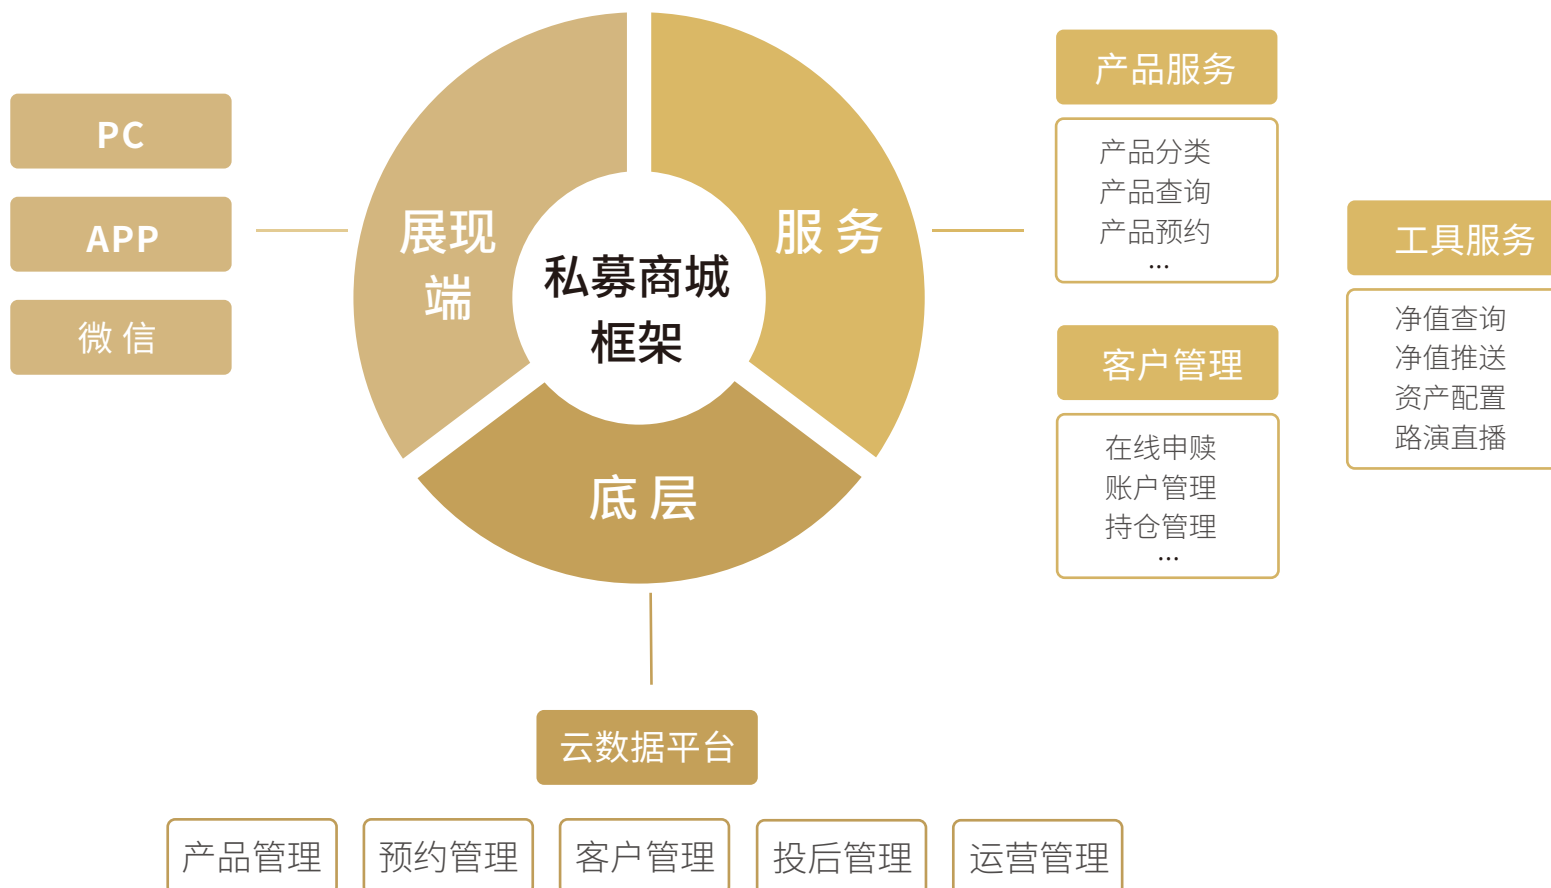 PC
APP
微 信
展现
端
私募商城
框架
服 务
底 层
产品服务
产品分类
产品查询
产品预约
...
客户管理
在线申赎
账户管理
持仓管理
...
工具服务
净值查询
净值推送
资产配置
路演直播
云数据平台
产品管理
预约管理
客户管理
投后管理
运营管理